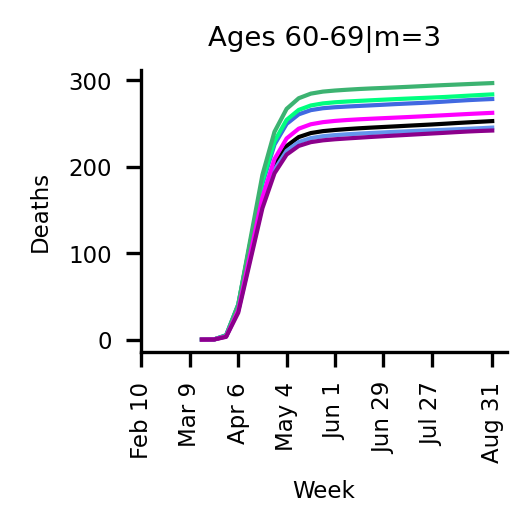 Ages 60-69|m=3
Deaths
300
200
100
0
Feb 10
Mar 9
Apr 6
May 4
Jun 1
Jun 29
Jul 27
Aug 31
Week